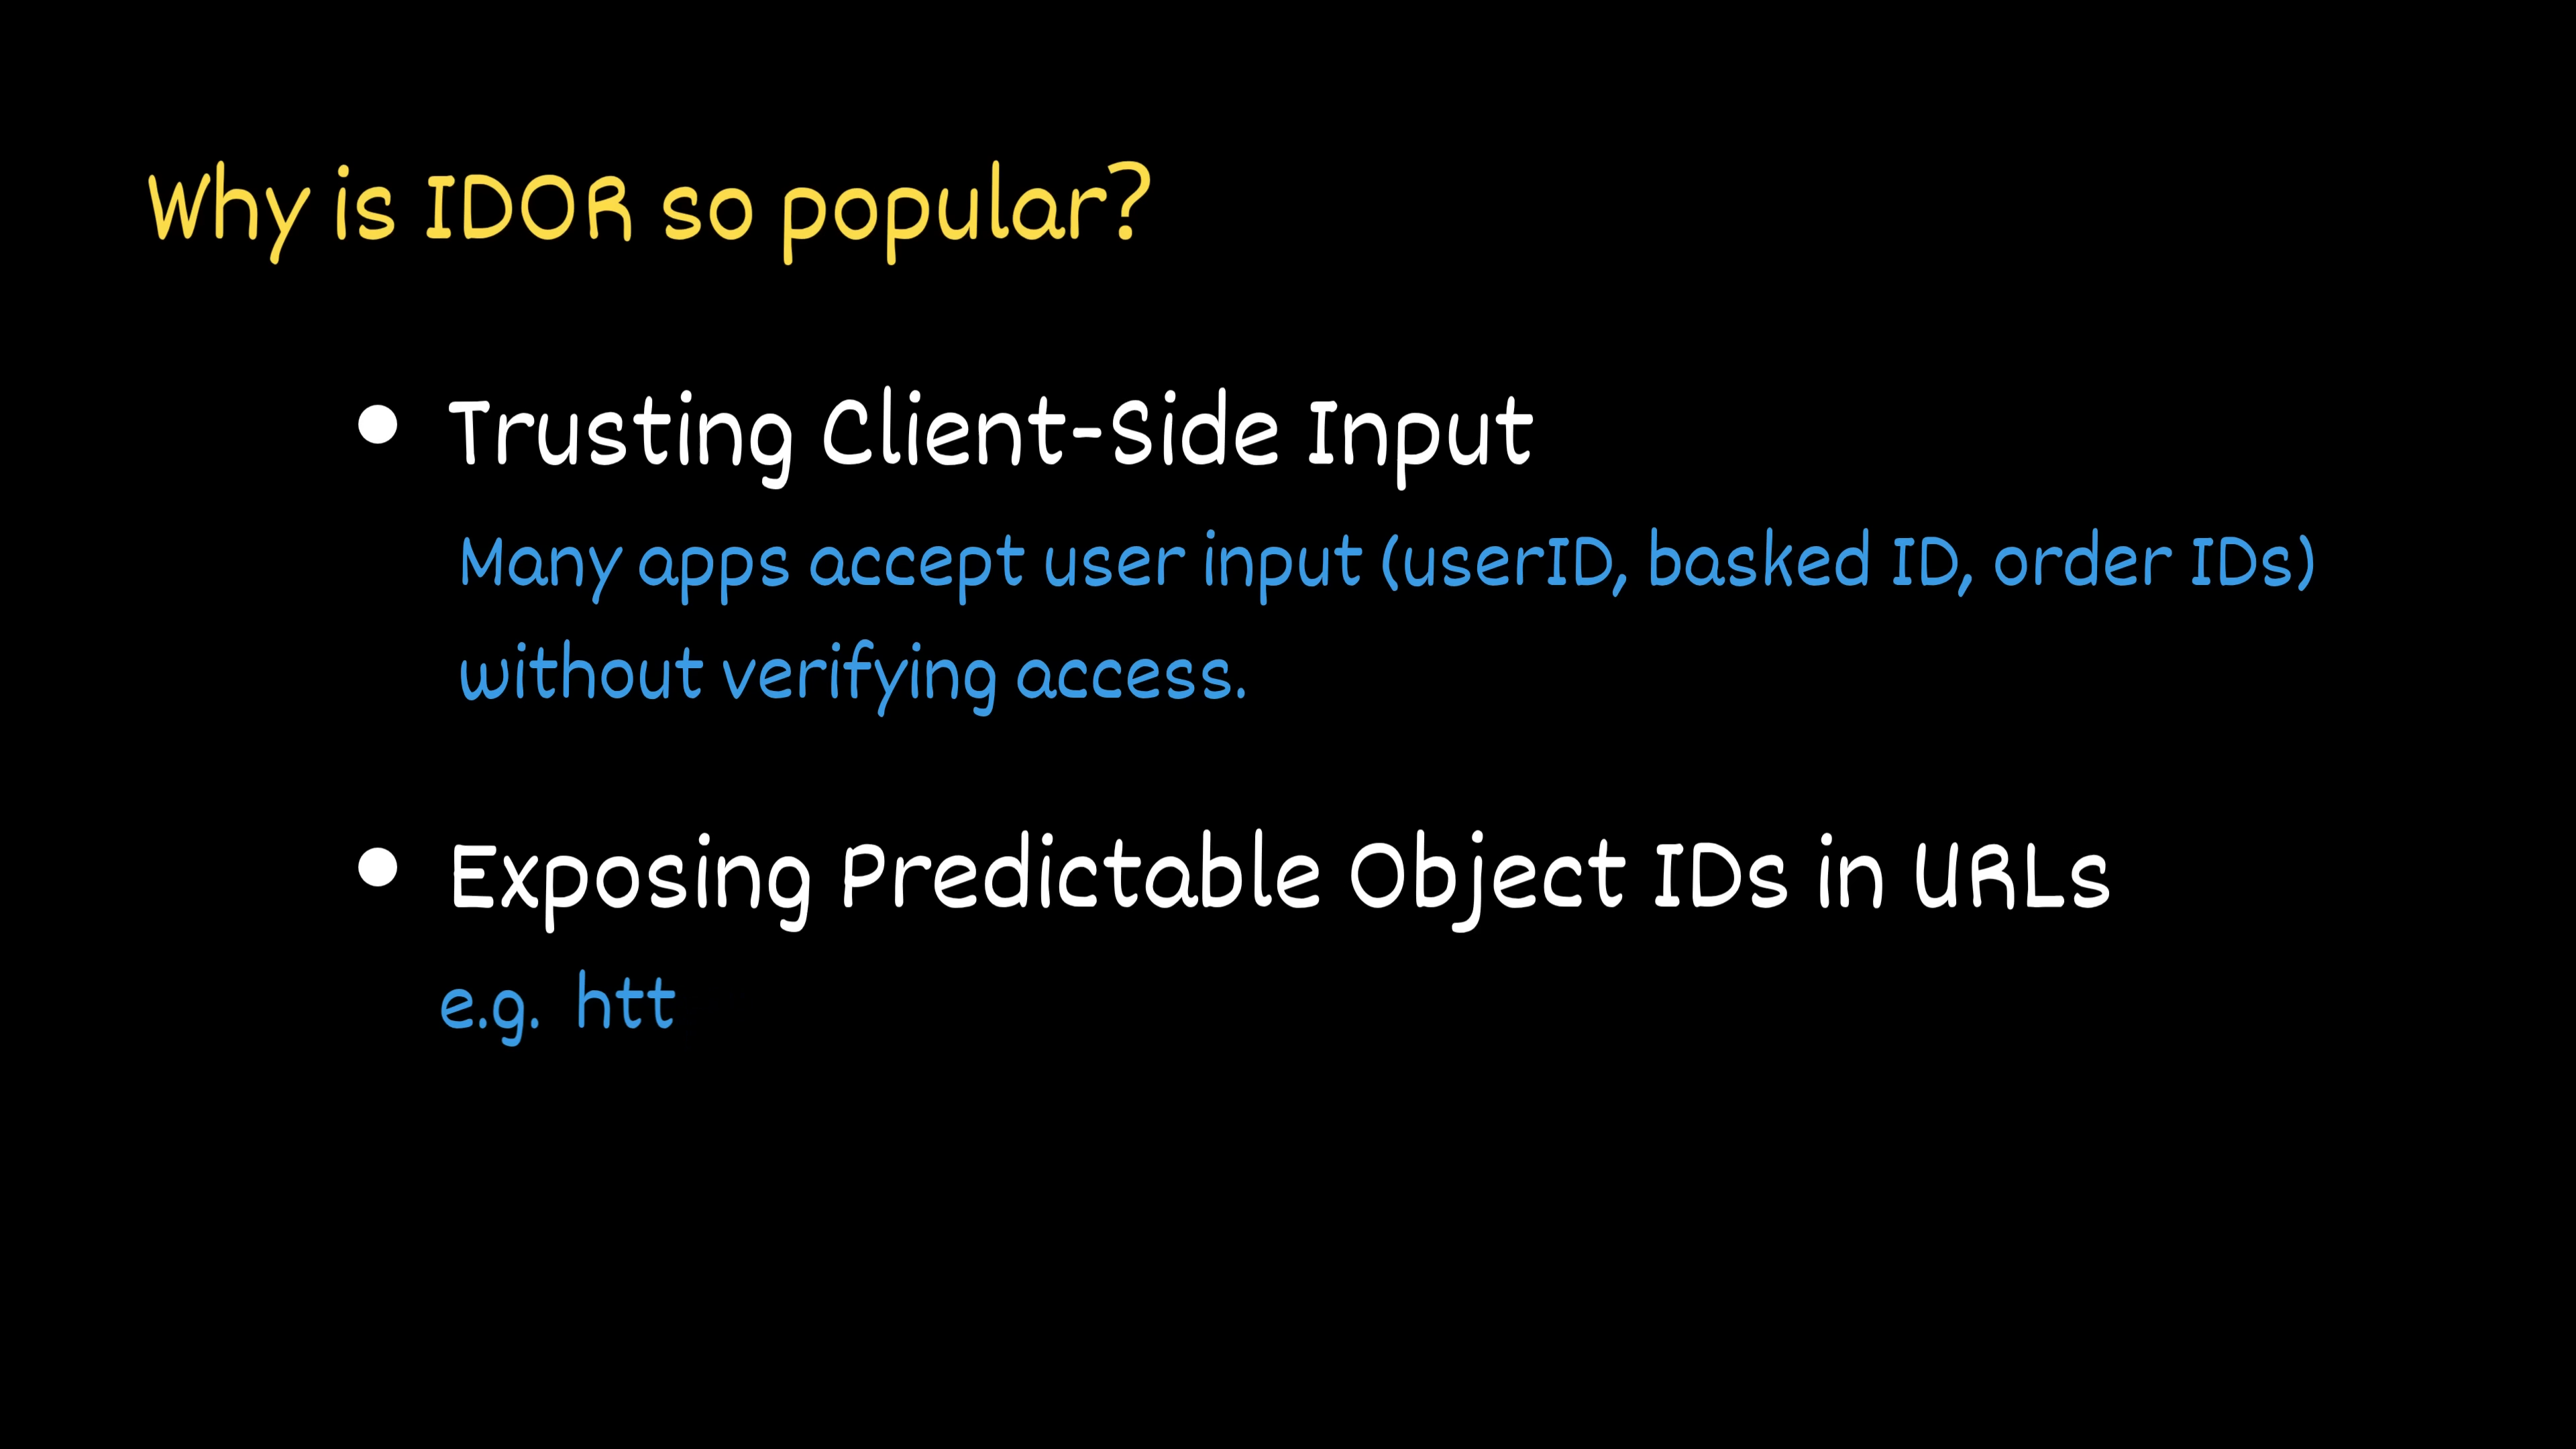 Why is IDOR so popular?
• Trusting Client-Side Input
Many apps accept user input (userID, basked ID, order IDs)
without verifying access.
• Exposing Predictable Object IDs in URLs
e.g. htt